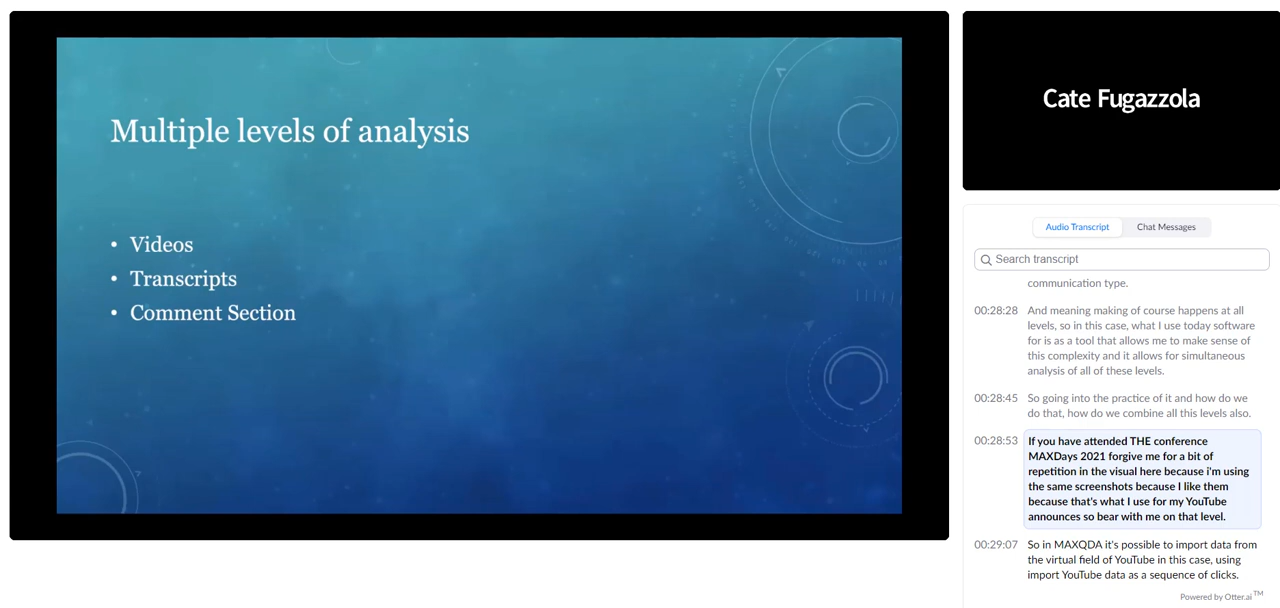 Multiple levels of analysis
• Videos
• Transcripts
• Comment Section
Cate Fugazzola
Audio Transcript
Chat Messages
Search transcript
communication type.
00:28:28
And meaning making of course happens at all
levels, so in this case, what I use today software
for is as a tool that allows me to make sense of
this complexity and it allows for simultaneous
analysis of all of these levels.
00:28:45
So going into the practice of it and how do we
do that, how do we combine all this levels also.
00:28:53
If you have attended THE conference
MAXDays 2021 forgive me for a bit of
repetition in the visual here because i'm using
the same screenshots because I like them
because that's what I use for my YouTube
announces so bear with me on that level.
00:29:07
So in MAXQDA it's possible to import data from
the virtual field of YouTube in this case, using
import YouTube data as a sequence of clicks.
Powered by Otter.ai TM